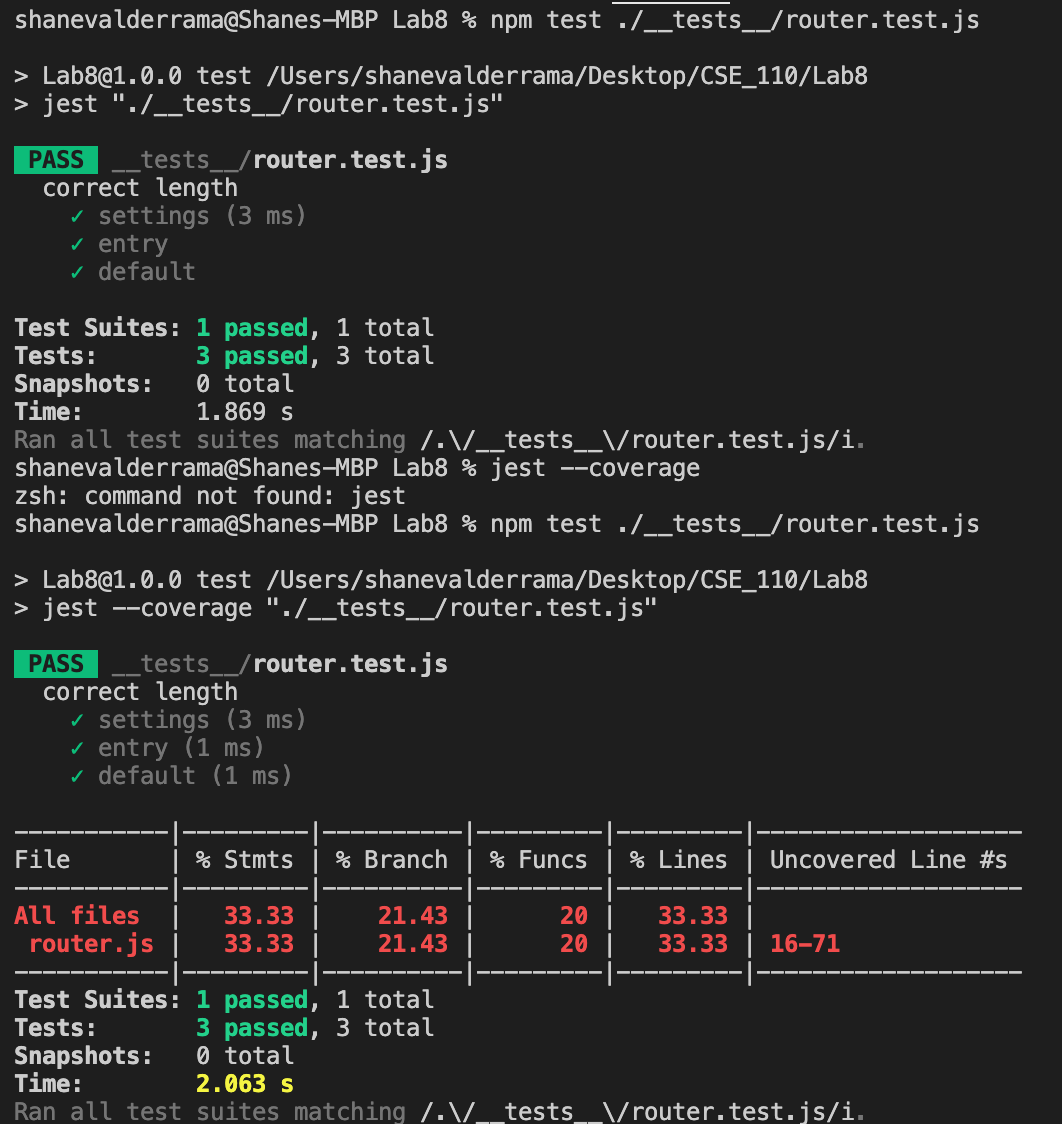 shanevalderrama@Shanes-MBP Lab8 % npm test ./__tests__/router.test.js
> Lab8@1.0.0 test /Users/shanevalderrama/Desktop/CSE_110/Lab8
> jest "./__tests__/router.test.js"
PASS __tests__/router.test.js
correct length
✓ settings (3 ms)
✓ entry
✓ default
Test Suites: 1 passed, 1 total
Tests: 3 passed, 3 total
Snapshots: 0 total
Time: 1.869 s
Ran all test suites matching /.\/__tests__\/router.test.js/i.
shanevalderrama@Shanes-MBP Lab8 % jest --coverage
zsh: command not found: jest
shanevalderrama@Shanes-MBP Lab8 % npm test ./__tests__/router.test.js
> Lab8@1.0.0 test /Users/shanevalderrama/Desktop/CSE_110/Lab8
> jest --coverage "./__tests__/router.test.js"
PASS __tests__/router.test.js
correct length
✓ settings (3 ms)
✓ entry (1 ms)
✓ default (1 ms)
-----------|---------|----------|---------|---------|-------------------
File | % Stmts | % Branch | % Funcs | % Lines | Uncovered Line #s
-----------|---------|----------|---------|---------|-------------------
All files | 33.33 | 21.43 | 20 | 33.33 |
router.js | 33.33 | 21.43 | 20 | 33.33 | 16-71
-----------|---------|----------|---------|---------|-------------------
Test Suites: 1 passed, 1 total
Tests: 3 passed, 3 total
Snapshots: 0 total
Time: 2.063 s
Ran all test suites matching /.\/__tests__\/router.test.js/i.